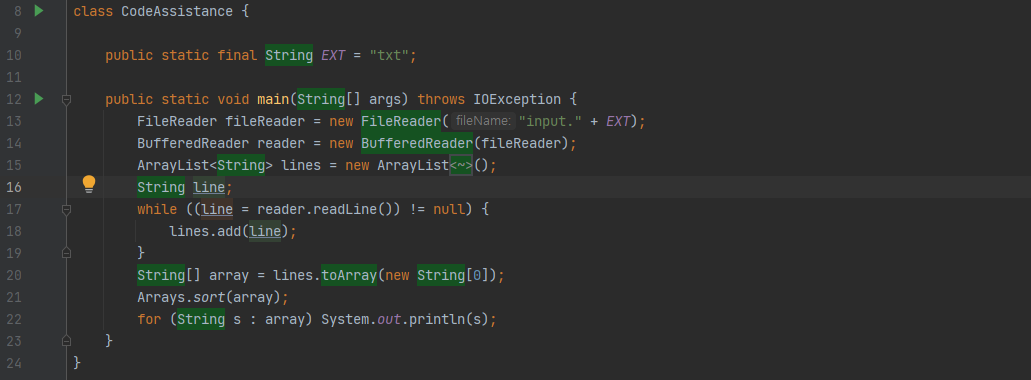 8 class CodeAssistance {
9
10 public static final String EXT = "txt";
11
12 public static void main(String[] args) throws IOException {
13 FileReader fileReader = new FileReader( fileName: "input." + EXT);
14 BufferedReader reader = new BufferedReader(fileReader);
15 ArrayList<String> lines = new ArrayList<~>();
16 String line;
17 while ((line = reader.readLine()) != null) {
18 lines.add(line);
19 }
20 String[] array = lines.toArray(new String[0]);
21 Arrays.sort(array);
22 for (String s : array) System.out.println(s);
23 }
24 }